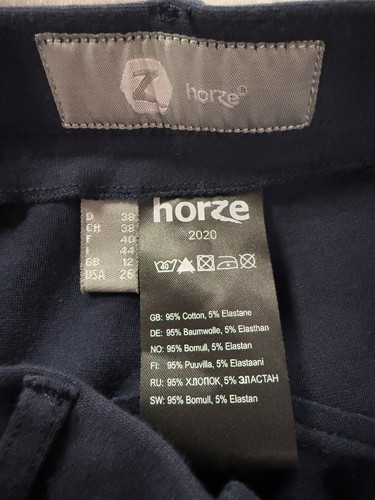 Z horze®
D 38
CH 38
F 40
I 44
GB 12
USA 26
horze
2020
40
GB: 95% Cotton, 5% Elastane
DE: 95% Baumwolle, 5% Elasthan
NO: 95% Bomull, 5% Elastan
FI: 95% Puuvilla, 5% Elastaani
RU: 95% ХЛОПОК, 5% ЭЛАСТАН
SW: 95% Bomull, 5% Elastan